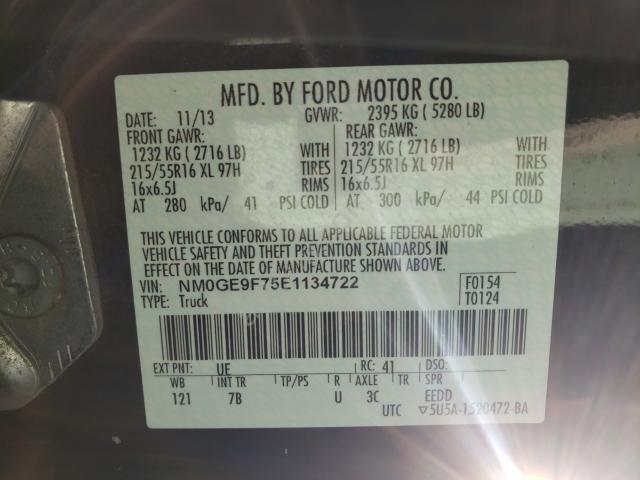 MFD. BY FORD MOTOR CO.
DATE: 11/13 GVWR: 2395 KG ( 5280 LB)
FRONT GAWR: REAR GAWR:
1232 KG ( 2716 LB) WITH 1232 KG ( 2716 LB) WITH
215/55R16 XL 97H TIRES 215/55R16 XL 97H TIRES
16x6.5J RIMS 16x6.5J RIMS
AT 280 kPa/ 41 PSI COLD AT 300 kPa/ 44 PSI COLD
THIS VEHICLE CONFORMS TO ALL APPLICABLE FEDERAL MOTOR
VEHICLE SAFETY AND THEFT PREVENTION STANDARDS IN
EFFECT ON THE DATE OF MANUFACTURE SHOWN ABOVE.
VIN: NM0GE9F75E1134722 F0154
TYPE: Truck T0124
EXT PNT: UE RC: 41 DSO:
WB INT TR TP/PS R AXLE TR SPR
121 7B U 3C EEDD
UTC ▽5U5A-1520472-BA